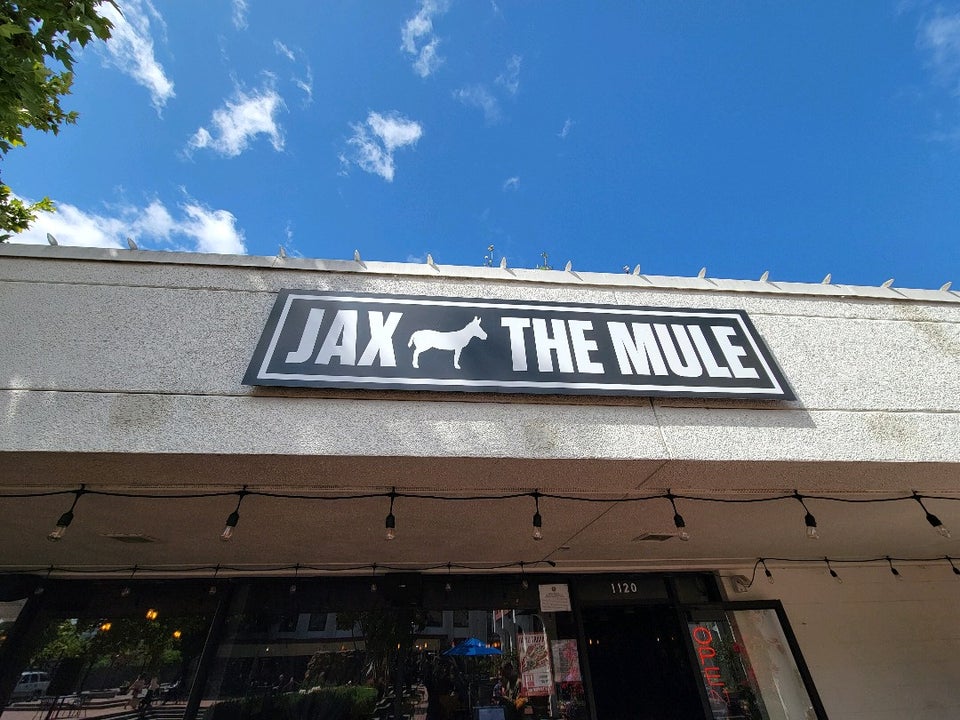 JAX THE MULE
1120
OPEN